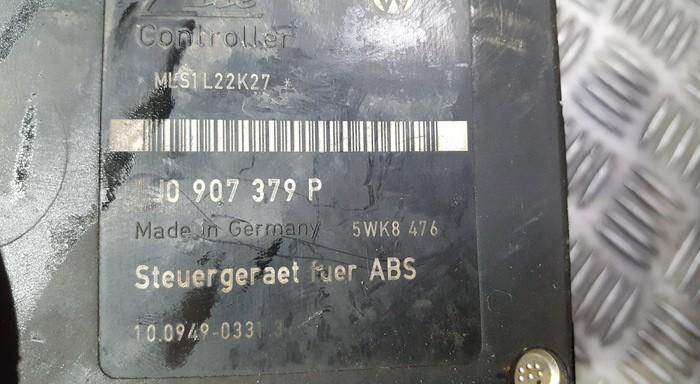 Controller
MLS1L22K27 *
1J0 907 379 P
Made in Germany 5WK8 476
Steuergeraet fuer ABS
10.0949-0331.3